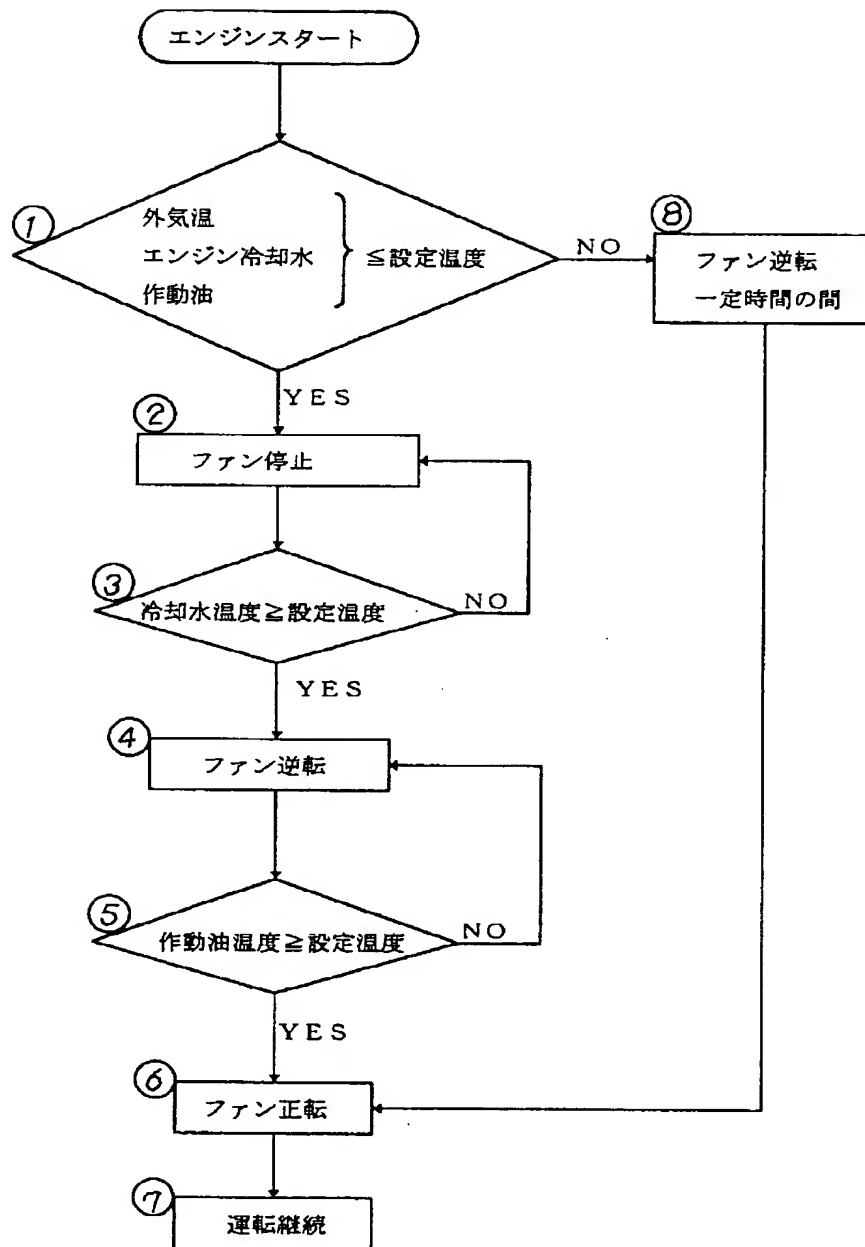 エンジンスタート
①
外気温
エンジン冷却水
作動油
≦設定温度
NO
⑧
ファン逆転
一定時間の間
YES
②
ファン停止
③
冷却水温度≧設定温度
NO
YES
④
ファン逆転
⑤
作動油温度≧設定温度
NO
YES
⑥
ファン正転
⑦
運転継続